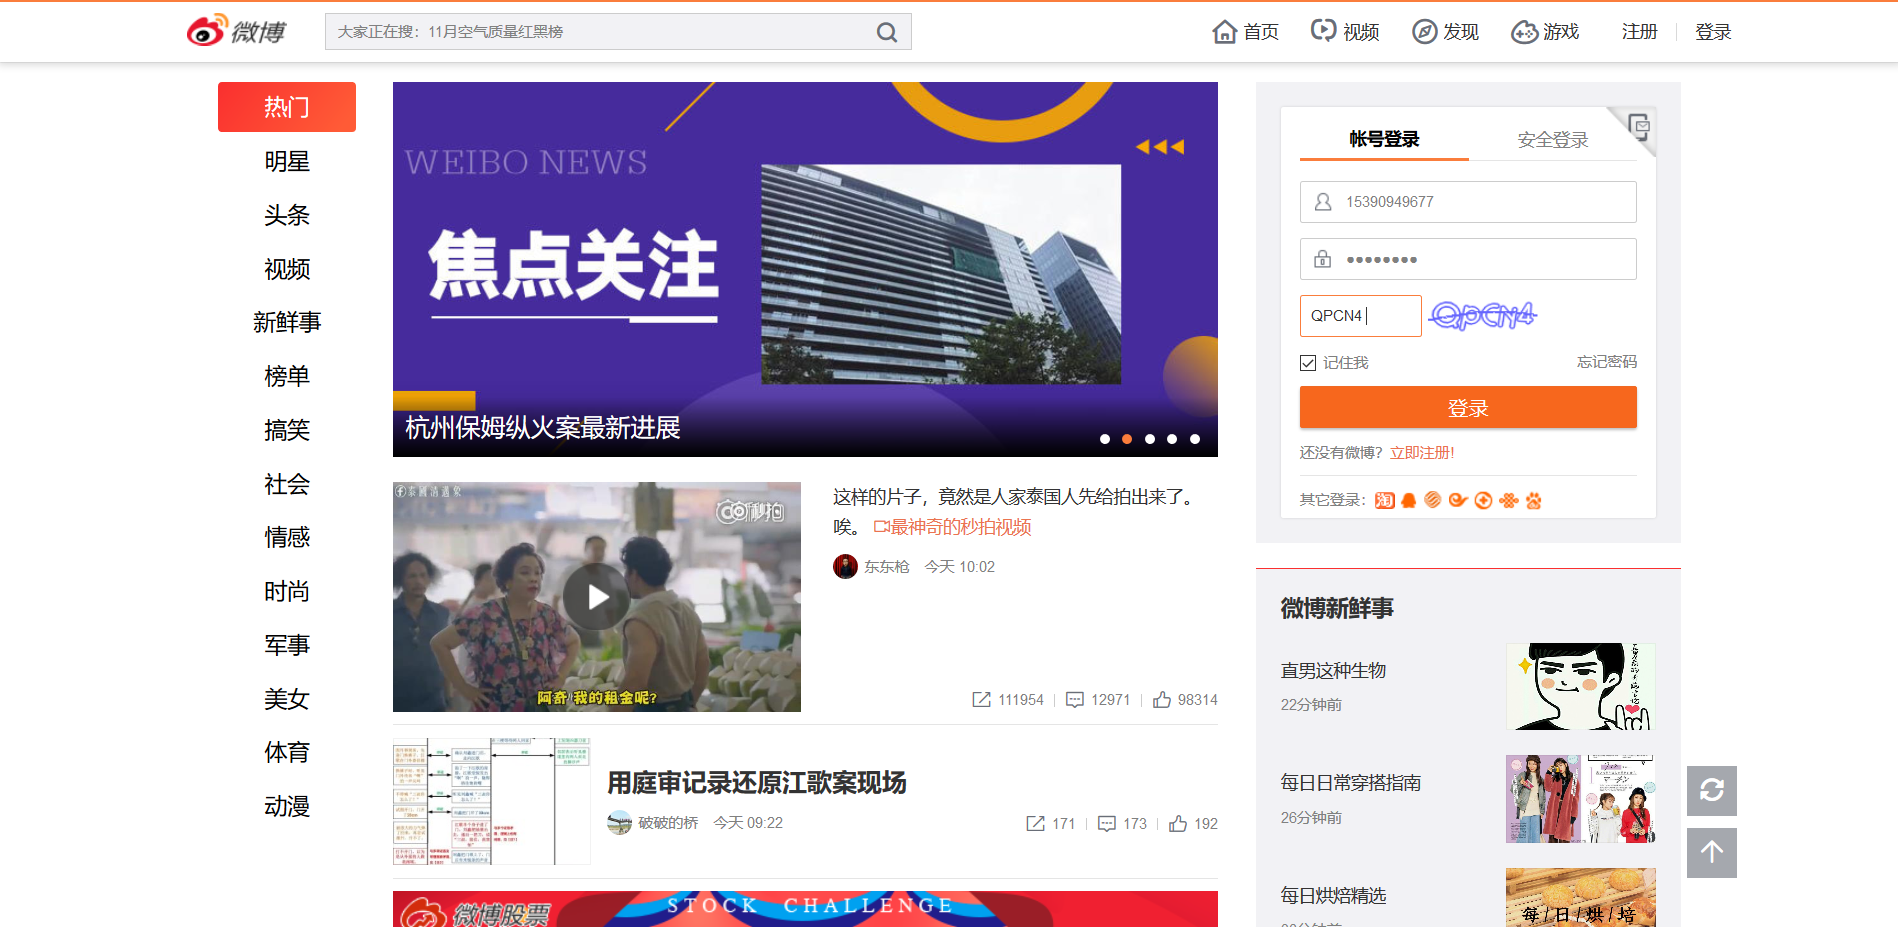 微博
大家正在搜：11月空气质量红黑榜
首页
视频
发现
游戏
注册
登录
热门
明星
头条
视频
新鲜事
榜单
搞笑
社会
情感
时尚
军事
美女
体育
动漫
WEIBO NEWS
焦点关注
杭州保姆纵火案最新进展
泰國清邁象
秒拍
阿奇 我的租金呢?
这样的片子，竟然是人家泰国人先给拍出来了。
唉。 最神奇的秒拍视频
东东枪 今天 10:02
111954
12971
98314
用庭审记录还原江歌案现场
破破的桥 今天 09:22
171
173
192
微博股票
STOCK CHALLENGE
帐号登录
安全登录
15390949677
QPCN4
QpCN4
记住我
忘记密码
登录
还没有微博？立即注册!
其它登录：
淘
微博新鲜事
直男这种生物
22分钟前
每日日常穿搭指南
26分钟前
每日烘焙精选
每/日/烘/培